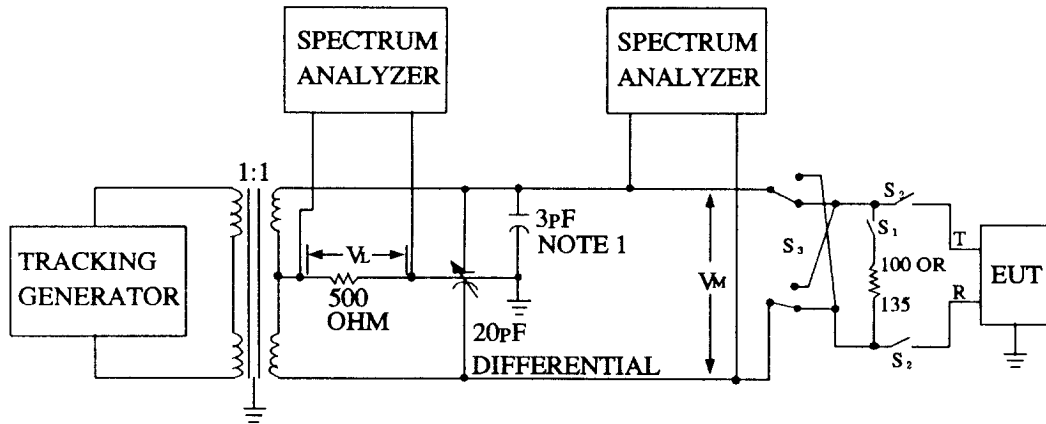 SPECTRUM
ANALYZER
SPECTRUM
ANALYZER
1:1
TRACKING
GENERATOR
VL
500
OHM
3PF
NOTE 1
20PF
DIFFERENTIAL
VM
S3
S2
S1
100 OR
135
S2
T
R
EUT